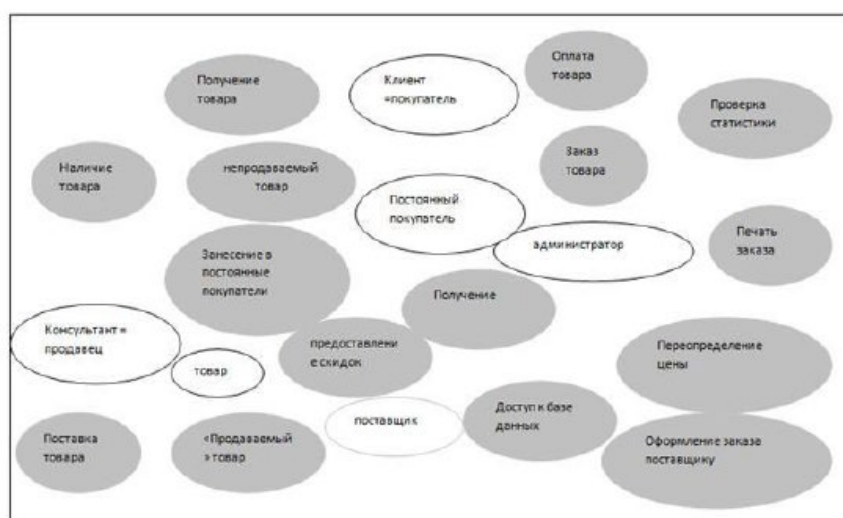 Оплата
товара
Получение
товара
Клиент
=покупатель
Проверка
статистики
Заказ
товара
Наличие
товара
непродаваемый
товар
Постоянный
покупатель
администратор
Печать
заказа
Занесение в
постоянные
покупатели
Получение
Консультант =
продавец
предоставлени
е скидок
товар
Переопределение
цены
поставщик
Доступ к базе
данных
Поставка
товара
«Продаваемый
» товар
Оформление заказа
поставщику